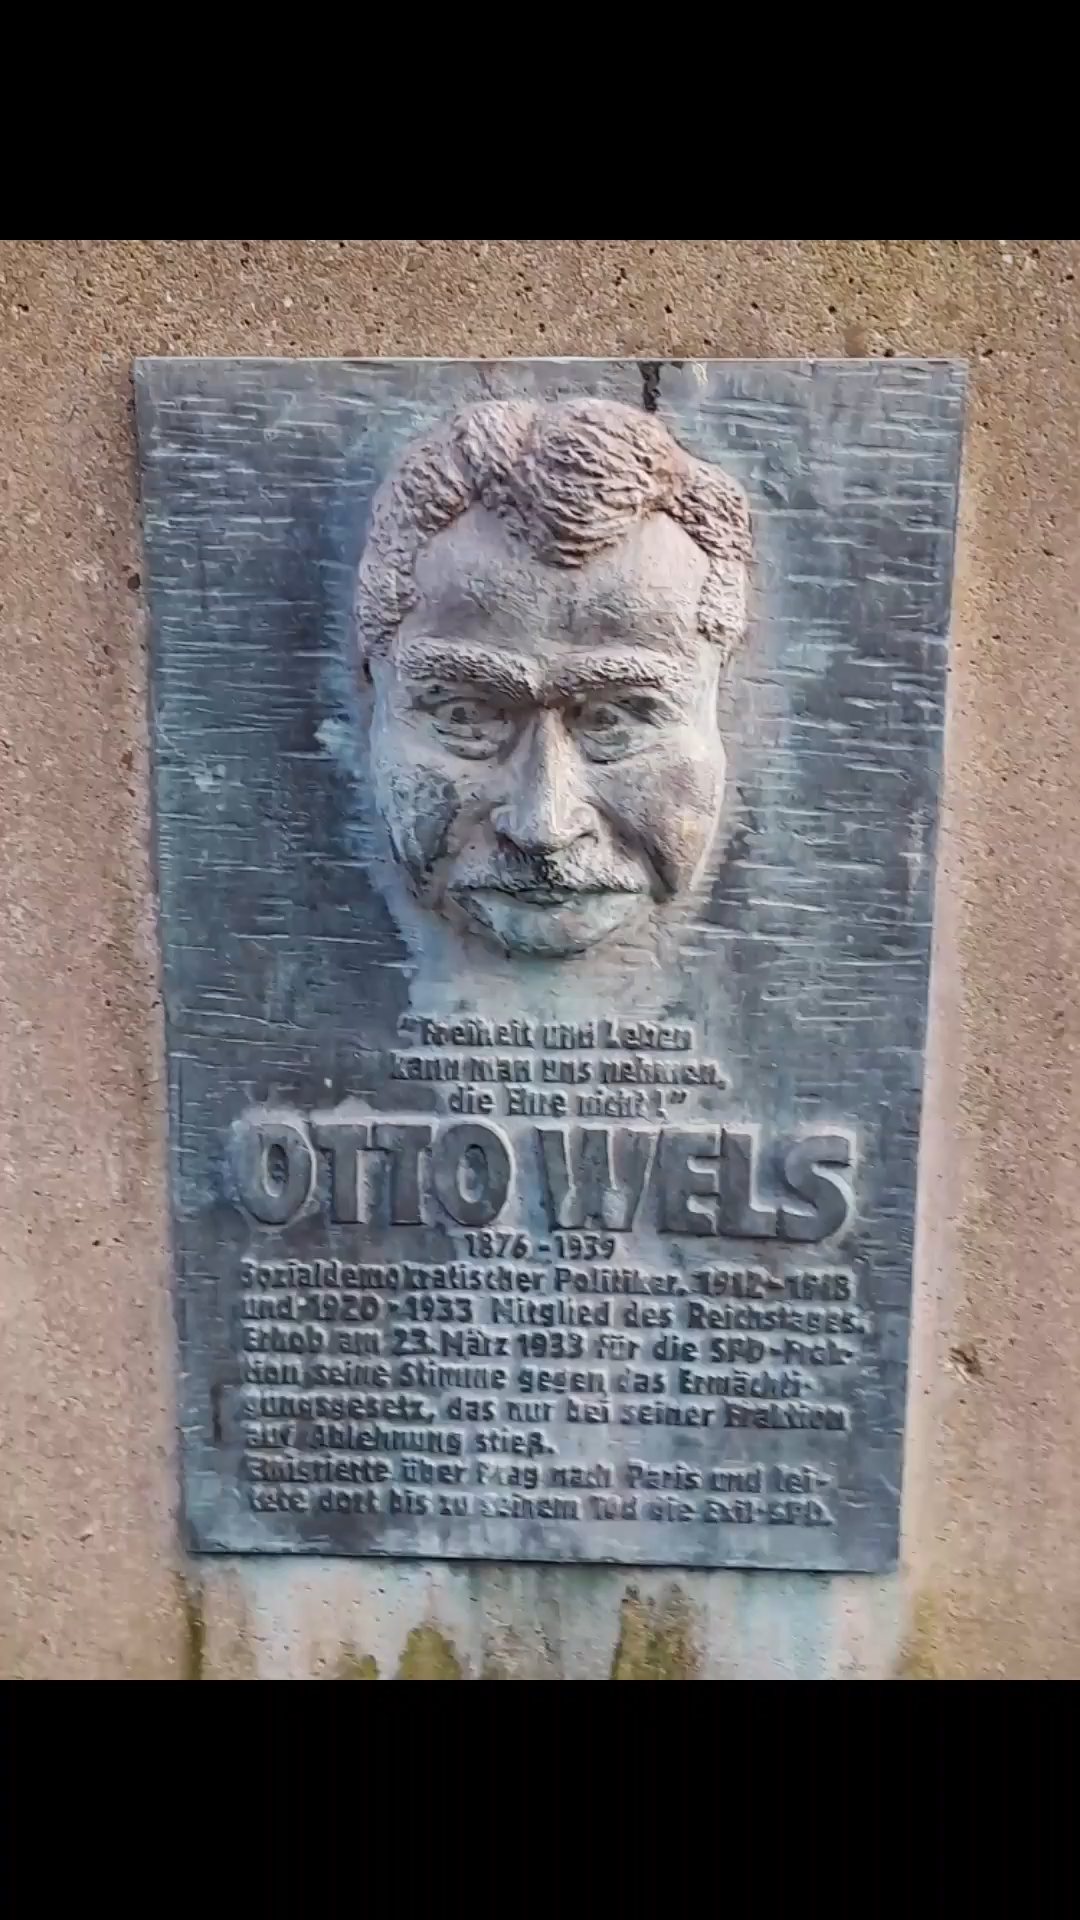 "Freiheit und Leben
kann man uns nehmen,
die Ehre nicht!"
OTTO WELS
1876-1939
Sozialdemokratischer Politiker. 1912-1918
und 1920-1933 Mitglied des Reichstages.
Erhob am 23. März 1933 für die SPD-Frak-
tion seine Stimme gegen das Ermächti-
gungsgesetz, das nur bei seiner Fraktion
auf Ablehnung stieß.
über Prag nach Paris und lei-
tete dort bis zu seinem Tod die Exil-SPD.